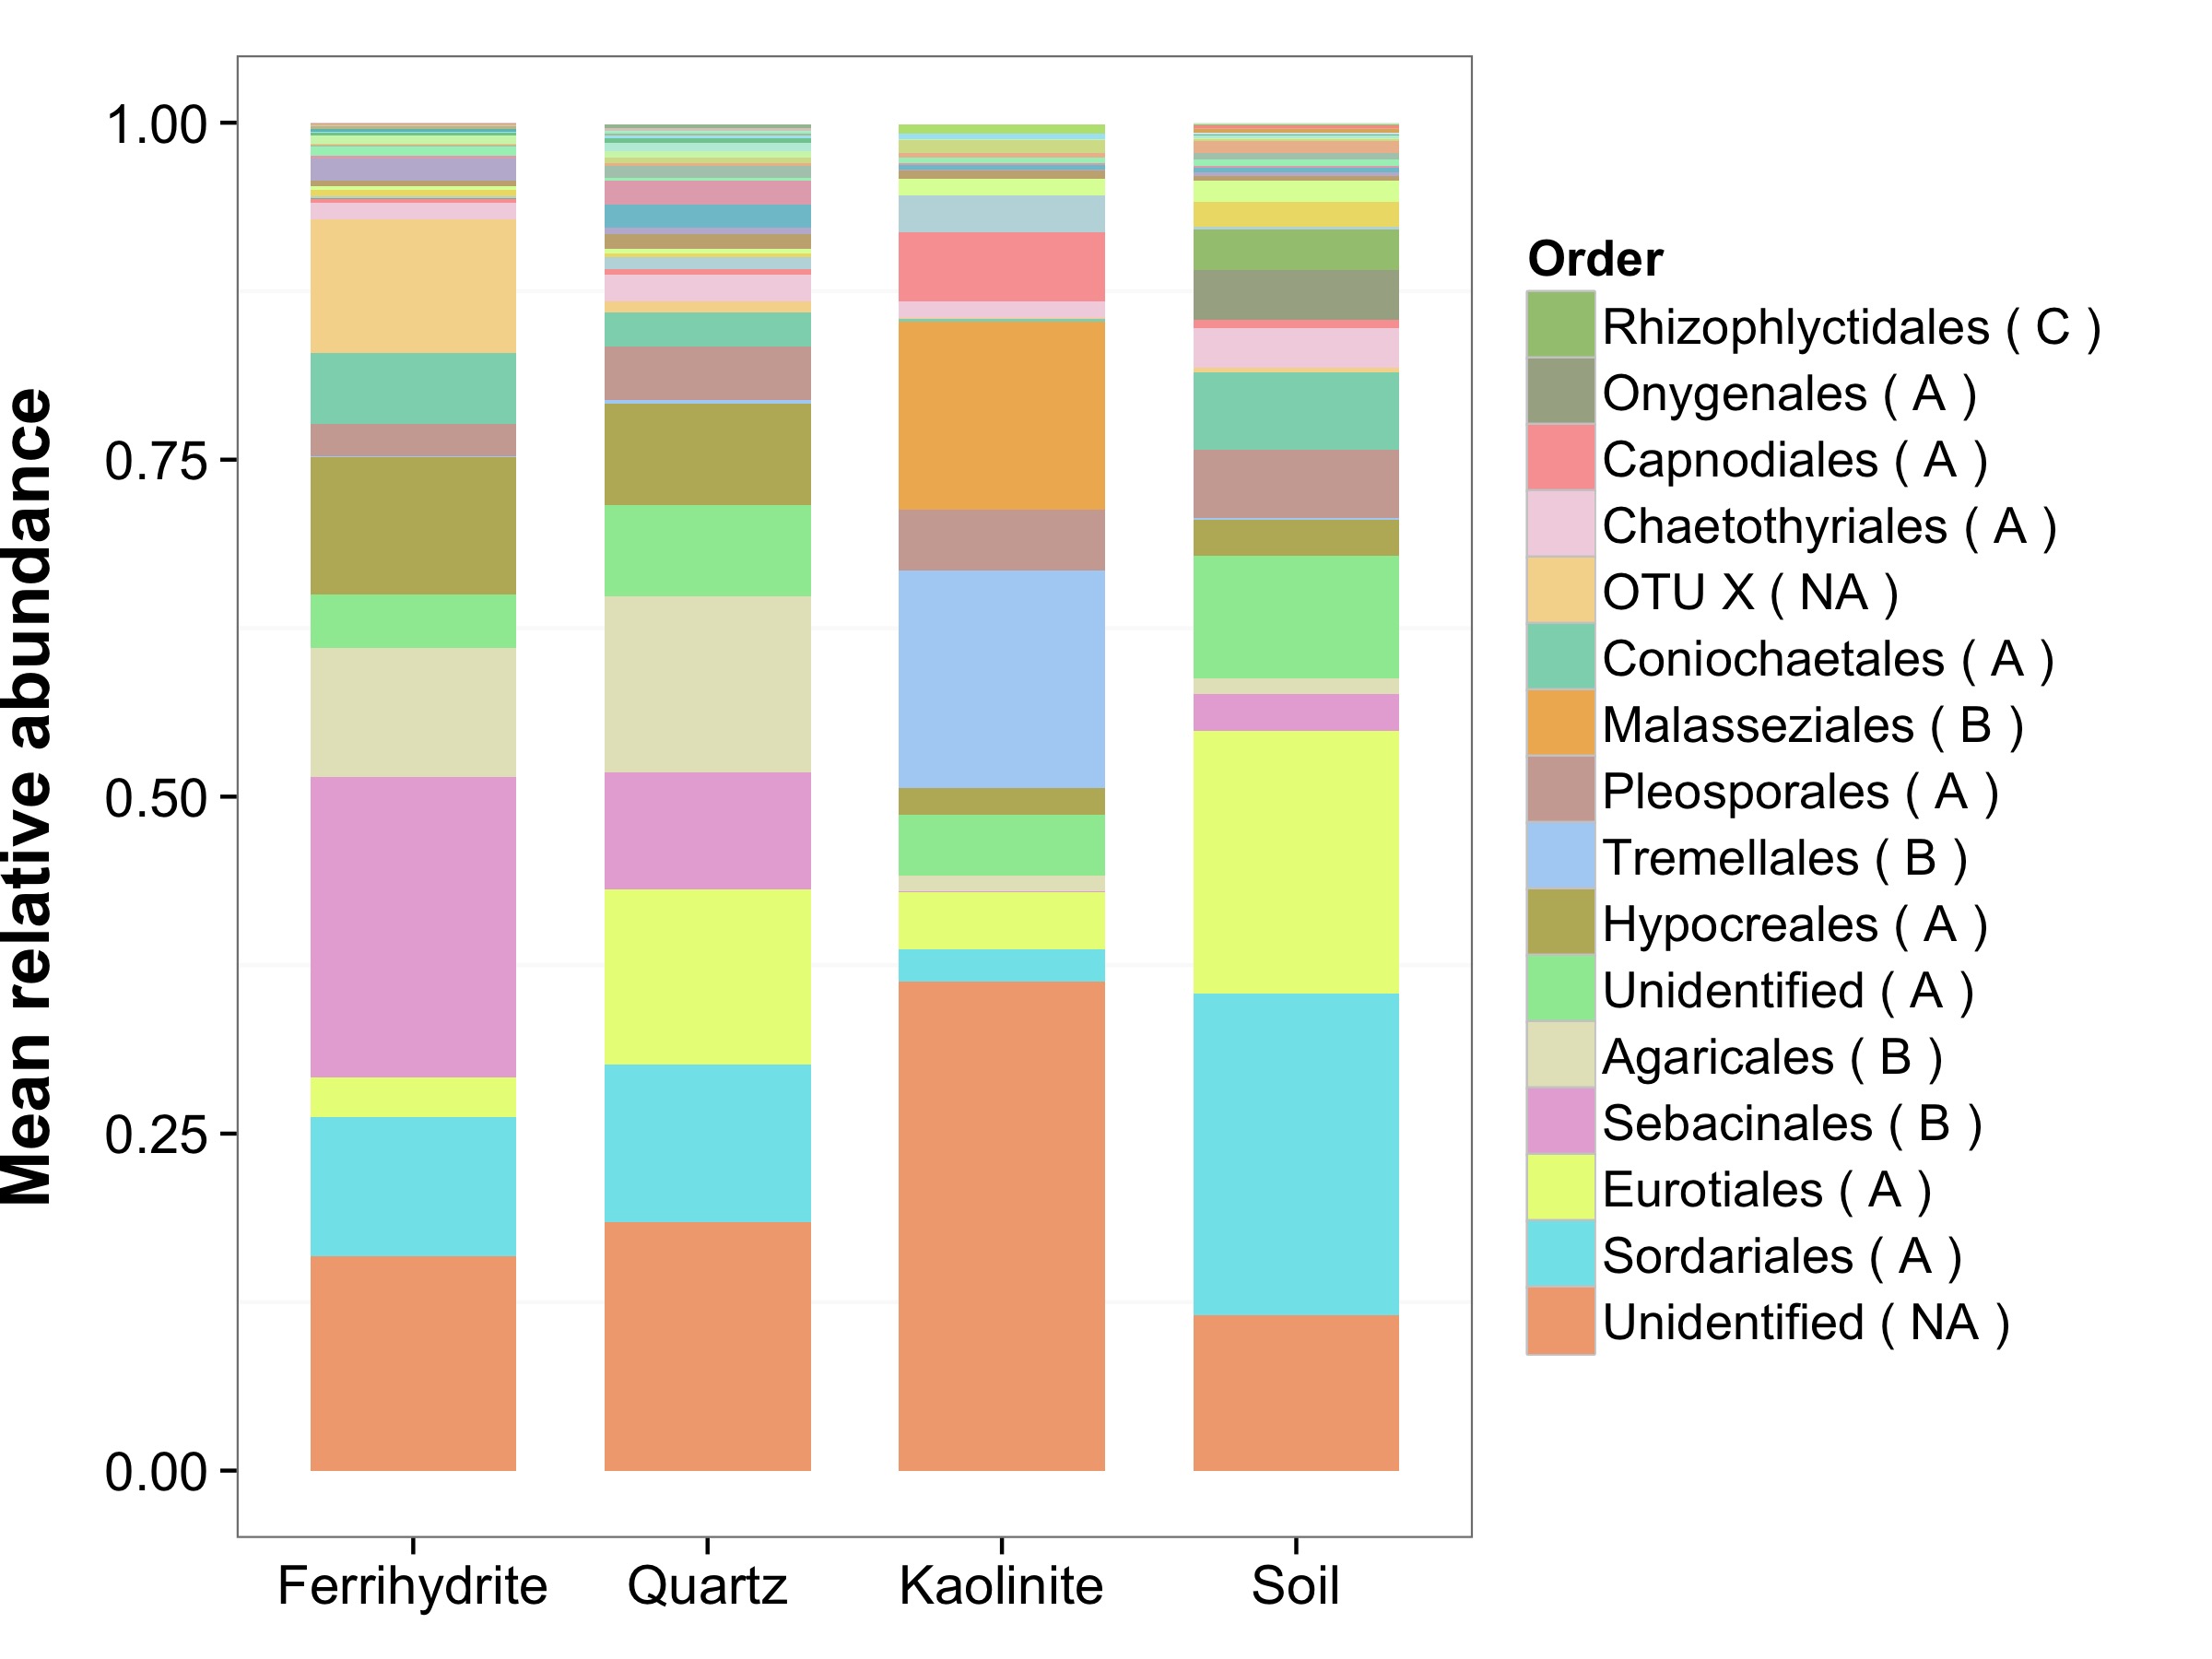 Mean relative abundance
1.00
0.75
0.50
0.25
0.00
Ferrihydrite
Quartz
Kaolinite
Soil
Order
Rhizophlyctidales ( C )
Onygenales ( A )
Capnodiales ( A )
Chaetothyriales ( A )
OTU X ( NA )
Coniochaetales ( A )
Malasseziales ( B )
Pleosporales ( A )
Tremellales ( B )
Hypocreales ( A )
Unidentified ( A )
Agaricales ( B )
Sebacinales ( B )
Eurotiales ( A )
Sordariales ( A )
Unidentified ( NA )